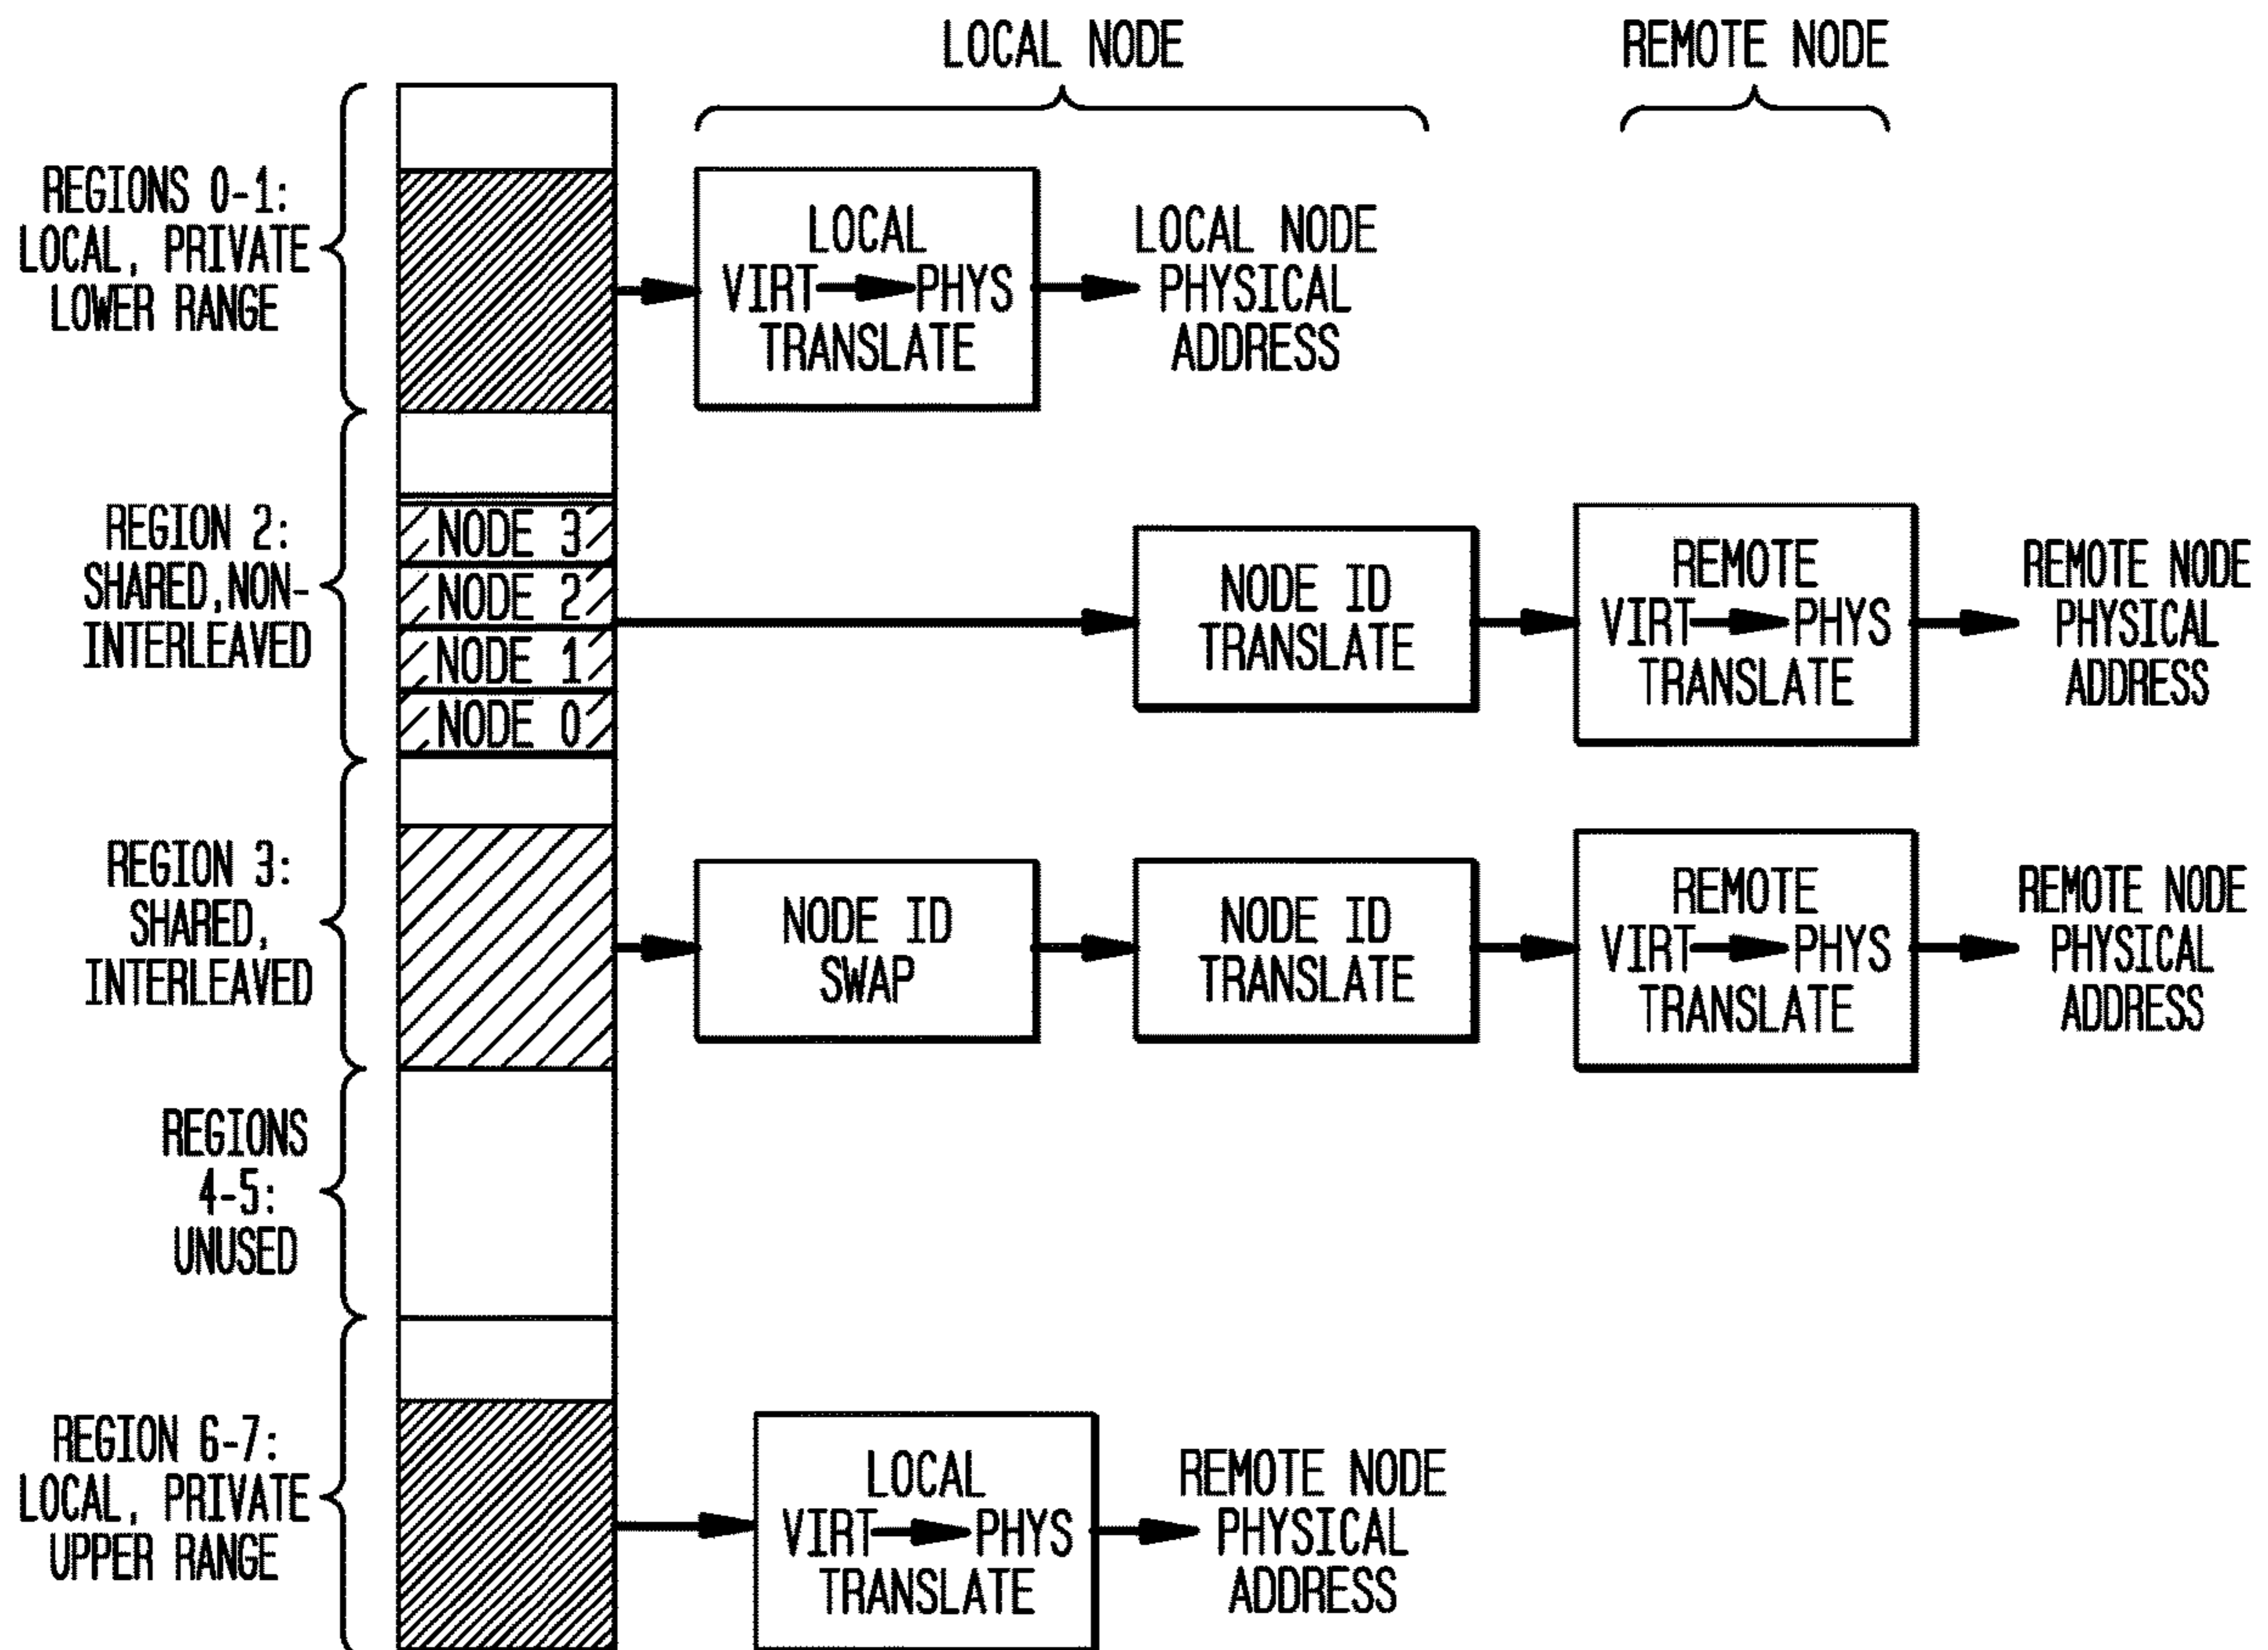 LOCAL NODE
REMOTE NODE
REGIONS 0-1:
LOCAL, PRIVATE
LOWER RANGE
LOCAL
VIRT PHYS
TRANSLATE
LOCAL NODE
PHYSICAL
ADDRESS
REGION 2:
SHARED,NON-
INTERLEAVED
NODE 3
NODE 2
NODE 1
NODE 0
NODE ID
TRANSLATE
REMOTE
VIRT PHYS
TRANSLATE
REMOTE NODE
PHYSICAL
ADDRESS
REGION 3:
SHARED,
INTERLEAVED
NODE ID
SWAP
NODE ID
TRANSLATE
REMOTE
VIRT PHYS
TRANSLATE
REMOTE NODE
PHYSICAL
ADDRESS
REGIONS
4-5:
UNUSED
REGION 6-7:
LOCAL, PRIVATE
UPPER RANGE
LOCAL
VIRT PHYS
TRANSLATE
REMOTE NODE
PHYSICAL
ADDRESS